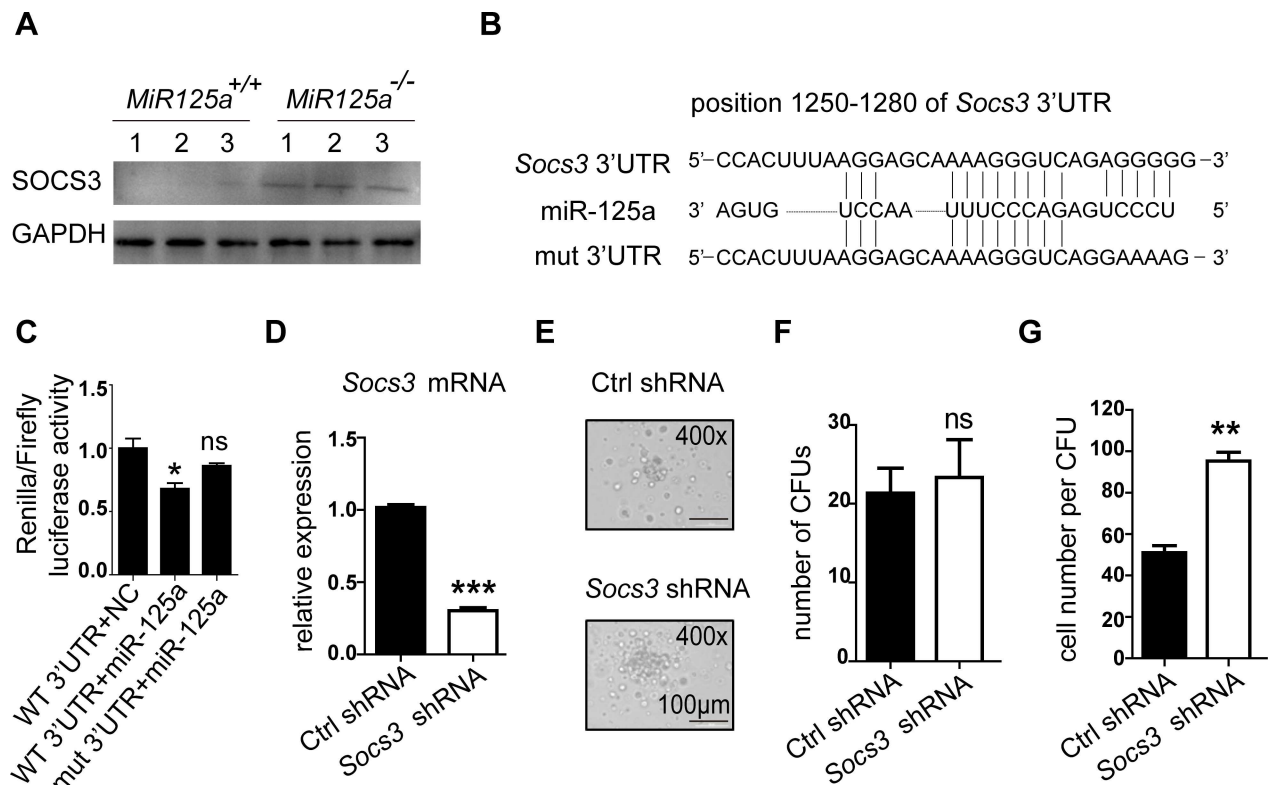 A
MiR125a+/+ MiR125a-/-
1 2 3 1 2 3
SOCS3
GAPDH
B
position 1250-1280 of Socs3 3’UTR
Socs3 3’UTR 5’–CCACUUUAAGGAGCAAAAGGGUCAGAGGGGG–3’
miR-125a 3’ AGUG UCCAA UUUCCCAGAGUCCCU 5’
mut 3’UTR 5’–CCACUUUAAGGAGCAAAAGGGUCAGGAAAAG–3’
C
Renilla/Firefly
luciferase activity
1.5
1.0
0.5
0.0
*
ns
WT 3’UTR+NC
WT 3’UTR+miR-125a
mut 3’UTR+miR-125a
D
Socs3 mRNA
relative expression
1.5
1.0
0.5
0.0
***
Ctrl shRNA
Socs3 shRNA
E
Ctrl shRNA
400x
Socs3 shRNA
400x
100μm
F
number of CFUs
30
20
10
0
ns
Ctrl shRNA
Socs3 shRNA
G
cell number per CFU
120
100
80
60
40
20
0
**
Ctrl shRNA
Socs3 shRNA